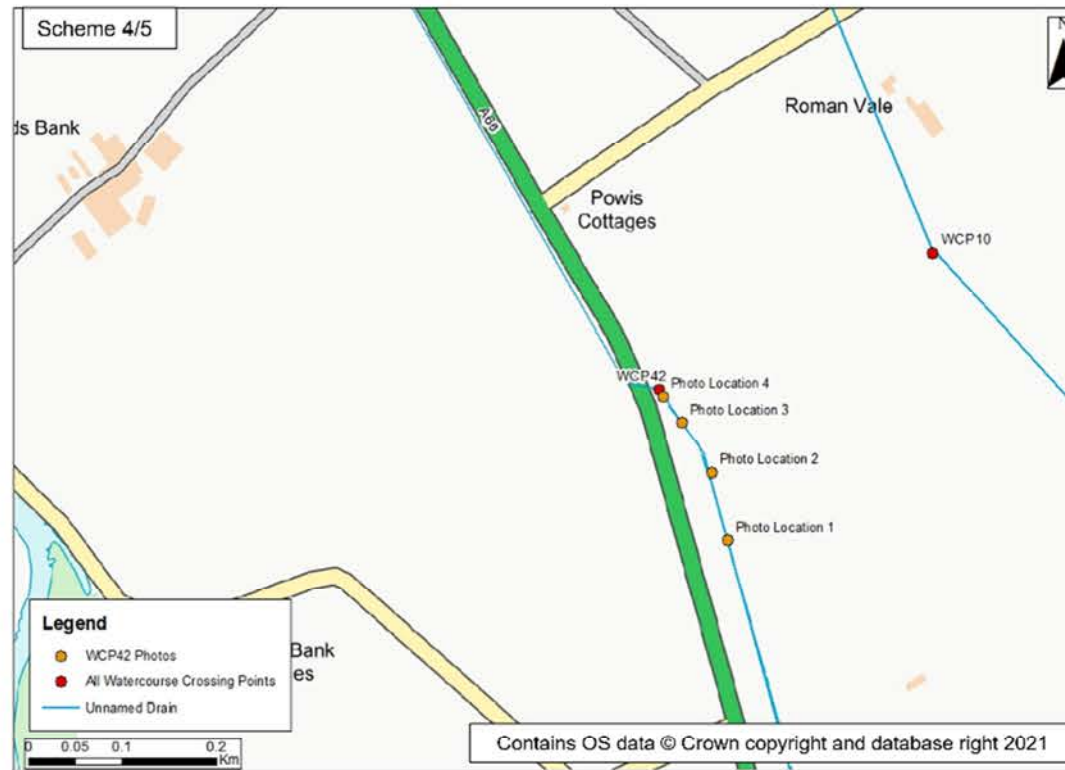 Scheme 4/5
N
ds Bank
A66
Roman Vale
Powis
Cottages
WCP10
WCP42
Photo Location 4
Photo Location 3
Photo Location 2
Photo Location 1
Bank
es
Legend
WCP42 Photos
All Watercourse Crossing Points
Unnamed Drain
0 0.05 0.1 0.2
Km
Contains OS data © Crown copyright and database right 2021